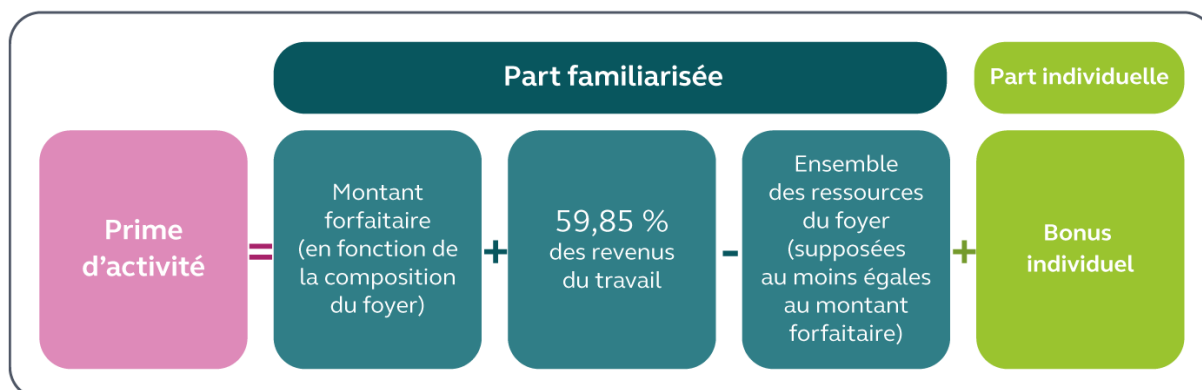 Part familiarisée
Part individuelle
Prime
d’activité
=
Montant
forfaitaire
(en fonction de
la composition
du foyer)
+
59,85 %
des revenus
du travail
-
Ensemble
des ressources
du foyer
(supposées
au moins égales
au montant
forfaitaire)
+
Bonus
individuel